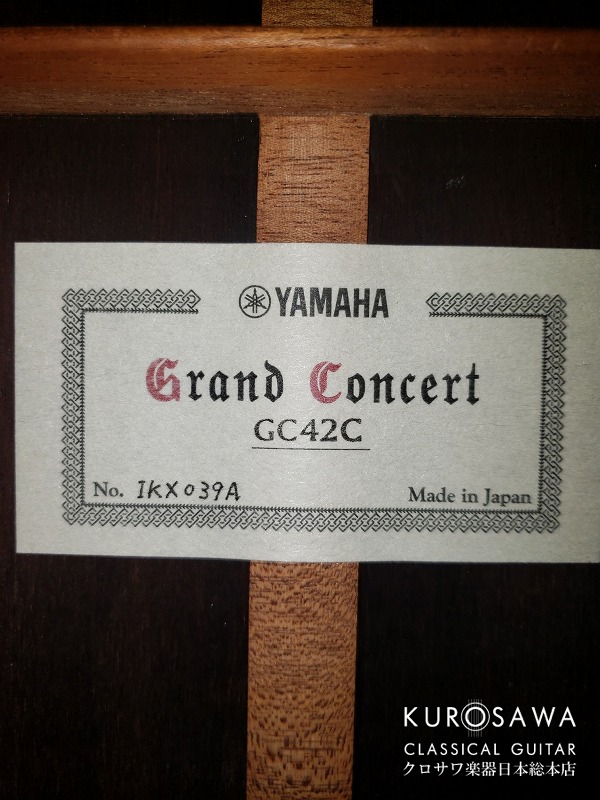 YAMAHA
Grand Concert
GC42C
No. IKX039A
Made in Japan
KUROSAWA
CLASSICAL GUITAR
クロサワ楽器日本総本店